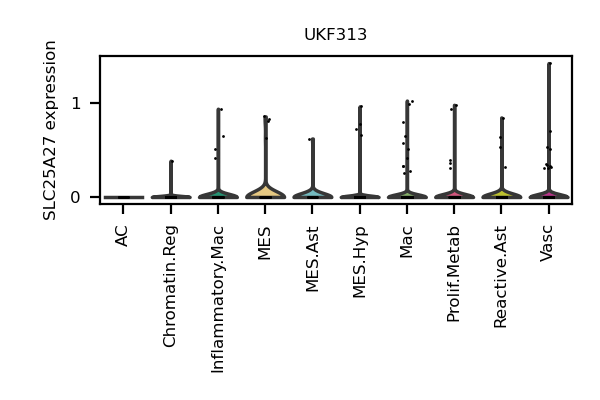 UKF313
SLC25A27 expression
1
0
AC
Chromatin.Reg
Inflammatory.Mac
MES
MES.Ast
MES.Hyp
Mac
Prolif.Metab
Reactive.Ast
Vasc